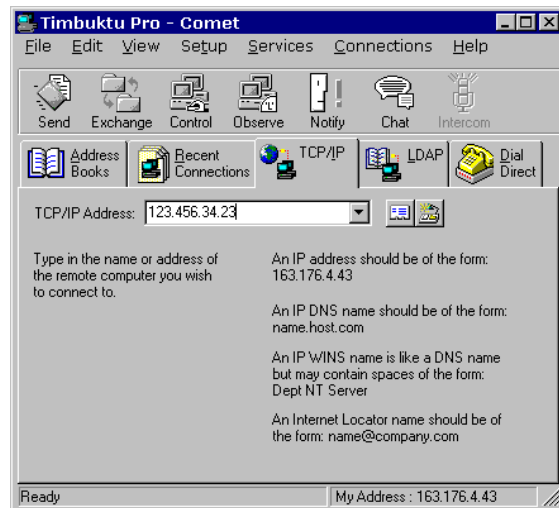 Timbuktu Pro - Comet
File Edit View Setup Services Connections Help
Send Exchange Control Observe Notify Chat Intercom
Address Books Recent Connections TCP/IP LDAP Dial Direct
TCP/IP Address: 123.456.34.23
Type in the name or address of
the remote computer you wish
to connect to.
An IP address should be of the form:
163.176.4.43
An IP DNS name should be of the form:
name.host.com
An IP WINS name is like a DNS name
but may contain spaces of the form:
Dept NT Server
An Internet Locator name should be of
the form: name@company.com
Ready My Address : 163.176.4.43